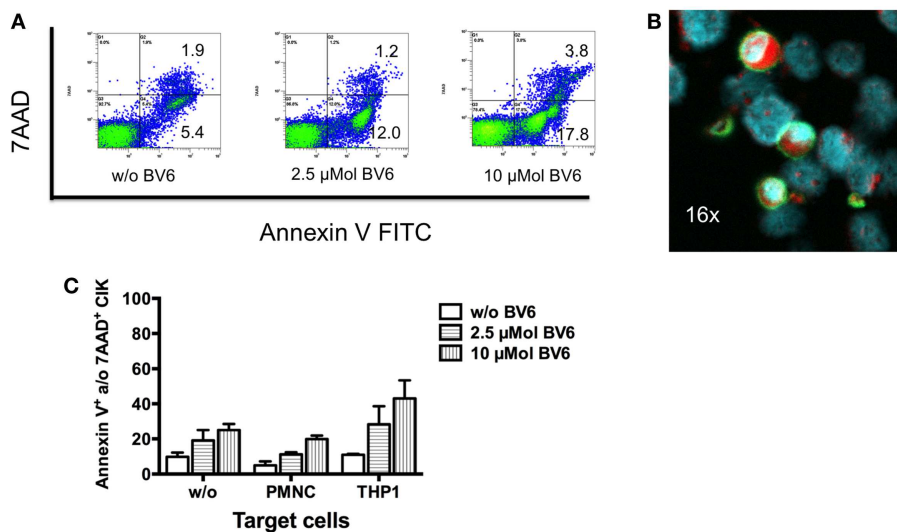 A
B
7AAD
1.9
5.4
w/o BV6
1.2
12.0
2.5 µMol BV6
3.8
17.8
10 µMol BV6
Annexin V FITC
16x
C
Annexin V+ a/o 7AAD+ CIK
100
80
60
40
20
0
w/o
PMNC
THP1
Target cells
w/o BV6
2.5 µMol BV6
10 µMol BV6